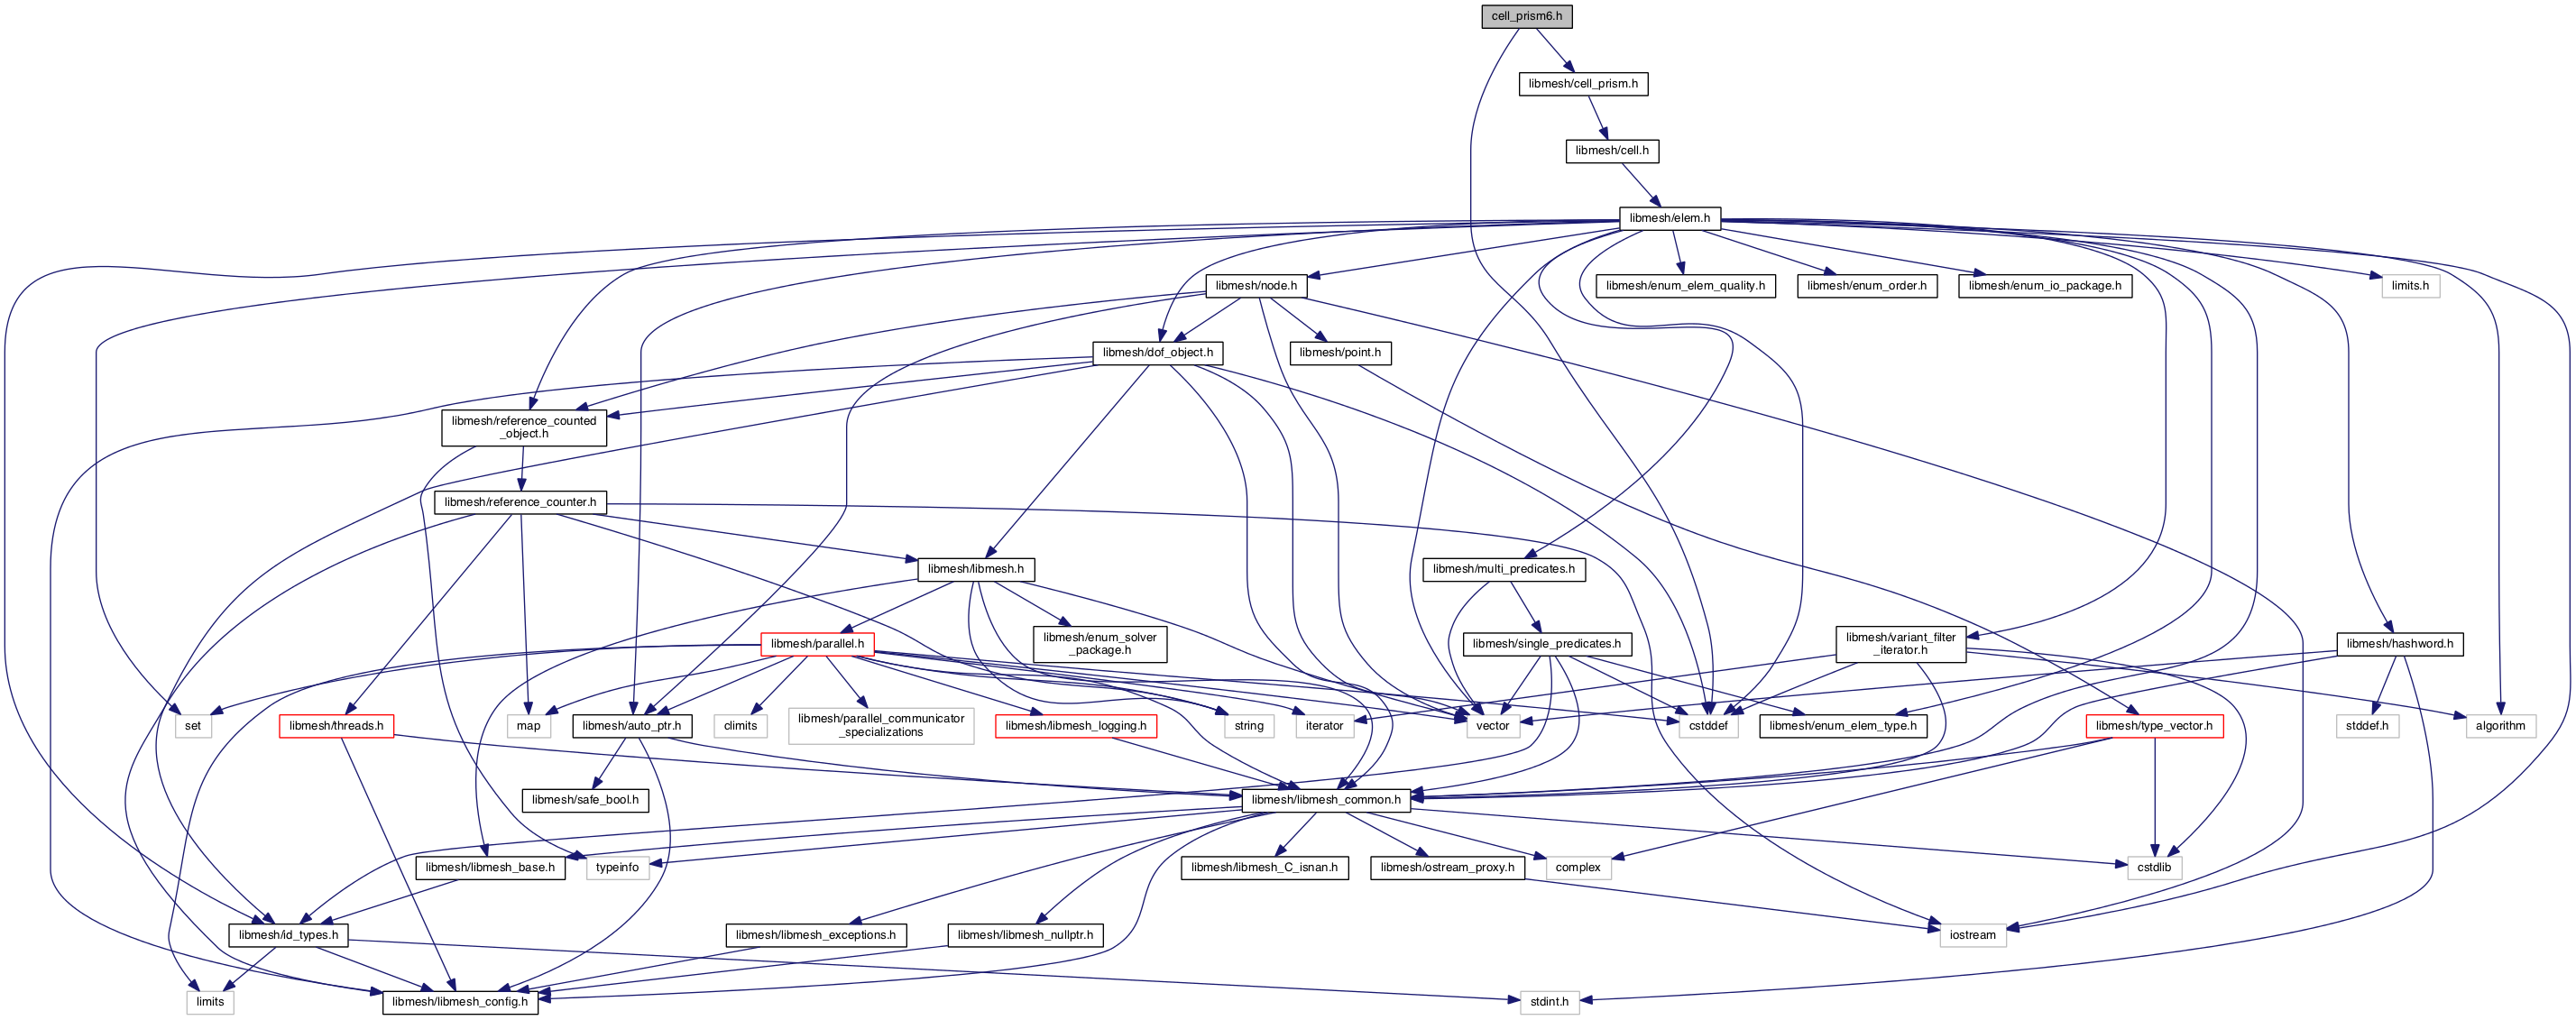 cell_prism6.h
libmesh/cell_prism.h
libmesh/cell.h
libmesh/elem.h
libmesh/node.h
libmesh/enum_elem_quality.h
libmesh/enum_order.h
libmesh/enum_io_package.h
limits.h
libmesh/dof_object.h
libmesh/point.h
libmesh/reference_counted
_object.h
libmesh/reference_counter.h
libmesh/libmesh.h
libmesh/multi_predicates.h
libmesh/parallel.h
libmesh/enum_solver
_package.h
libmesh/single_predicates.h
libmesh/variant_filter
_iterator.h
libmesh/hashword.h
set
libmesh/threads.h
map
libmesh/auto_ptr.h
climits
libmesh/parallel_communicator
_specializations
libmesh/libmesh_logging.h
string
iterator
vector
cstddef
libmesh/enum_elem_type.h
libmesh/type_vector.h
stddef.h
algorithm
libmesh/safe_bool.h
libmesh/libmesh_common.h
libmesh/libmesh_base.h
typeinfo
libmesh/libmesh_C_isnan.h
libmesh/ostream_proxy.h
complex
cstdlib
libmesh/id_types.h
libmesh/libmesh_exceptions.h
libmesh/libmesh_nullptr.h
iostream
limits
libmesh/libmesh_config.h
stdint.h